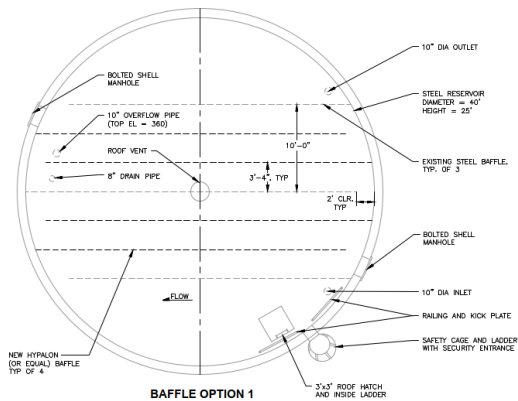 10" DIA OUTLET
BOLTED SHELL
MANHOLE
STEEL RESERVOIR
DIAMETER = 40'
HEIGHT = 25'
10" OVERFLOW PIPE
(TOP EL = 360)
10'-0"
ROOF VENT
EXISTING STEEL BAFFLE,
TYP. OF 3
3'-4", TYP
8" DRAIN PIPE
2' CLR.
TYP
BOLTED SHELL
MANHOLE
10" DIA INLET
FLOW
RAILING AND KICK PLATE
SAFETY CAGE AND LADDER
WITH SECURITY ENTRANCE
NEW HYPALON
(OR EQUAL) BAFFLE
TYP OF 4
3'x3' ROOF HATCH
AND INSIDE LADDER
BAFFLE OPTION 1